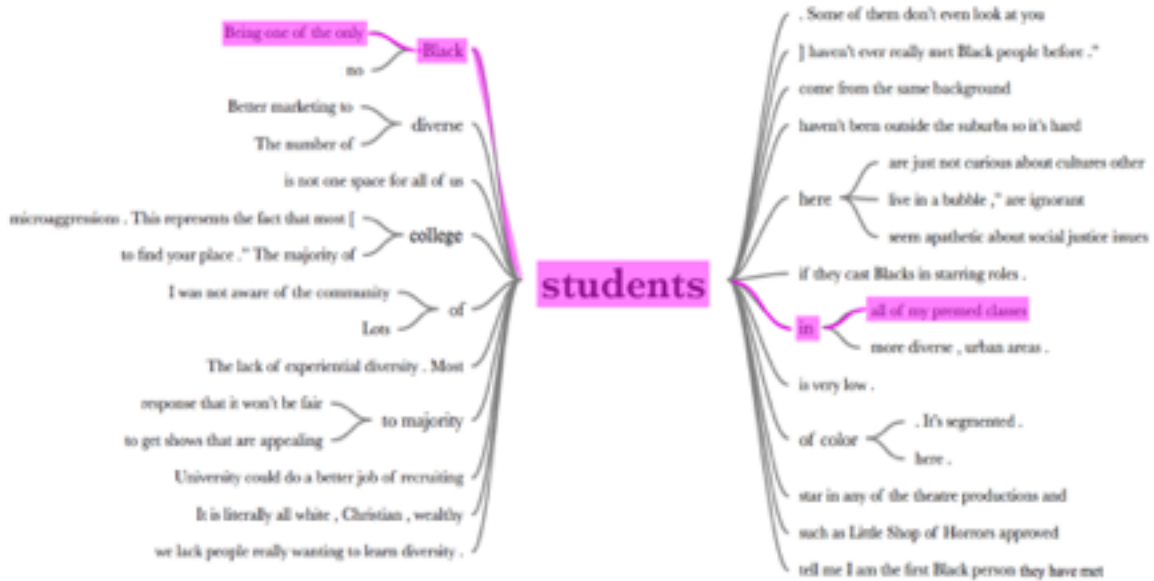 Being one of the only
Black
no
Better marketing to
diverse
The number of
is not one space for all of us
microaggressions . This represents the fact that most [
college
to find your place ." The majority of
I was not aware of the community
of
Lots
The lack of experiential diversity . Most
response that it won't be fair
to majority
to get shows that are appealing
University could do a better job of recruiting
It is literally all white , Christian , wealthy
we lack people really wanting to learn diversity .
students
. Some of them don't even look at you
] haven't ever really met Black people before ."
come from the same background
haven't been outside the suburbs so it's hard
are just not curious about cultures other
here
live in a bubble ," are ignorant
seem apathetic about social justice issues
if they cast Blacks in starring roles .
all of my premed classes
in
more diverse , urban areas .
is very low .
. It's segmented .
of color
here .
star in any of the theatre productions and
such as Little Shop of Horrors approved
tell me I am the first Black person they have met